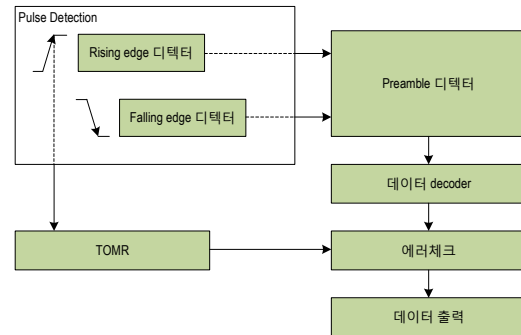 Pulse Detection
Rising edge 디텍터
Falling edge 디텍터
Preamble 디텍터
데이터 decoder
TOMR
에러체크
데이터 출력